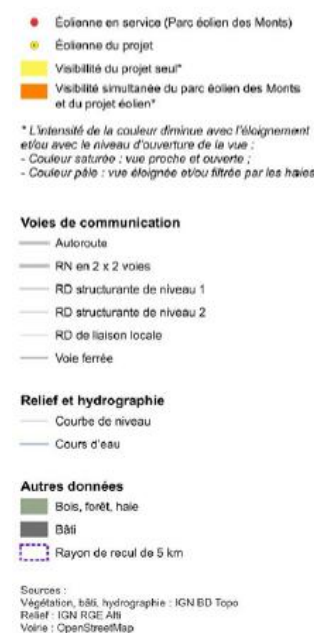 Éolienne en service (Parc éolien des Monts)
Éolienne du projet
Visibilité du projet seul*
Visibilité simultanée du parc éolien des Monts
et du projet éolien*
* L'intensité de la couleur diminue avec l'éloignement
et/ou avec le niveau d'ouverture de la vue :
- Couleur saturée : vue proche et ouverte ;
- Couleur pâle : vue éloignée et/ou filtrée par les haies
Voies de communication
Autoroute
RN en 2 x 2 voies
RD structurante de niveau 1
RD structurante de niveau 2
RD de liaison locale
Voie ferrée
Relief et hydrographie
Courbe de niveau
Cours d'eau
Autres données
Bois, forêt, haie
Bâti
Rayon de recul de 5 km
Sources :
Végétation, bâti, hydrographie : IGN BD Topo
Relief : IGN RGE Alti
Voirie : OpenStreetMap